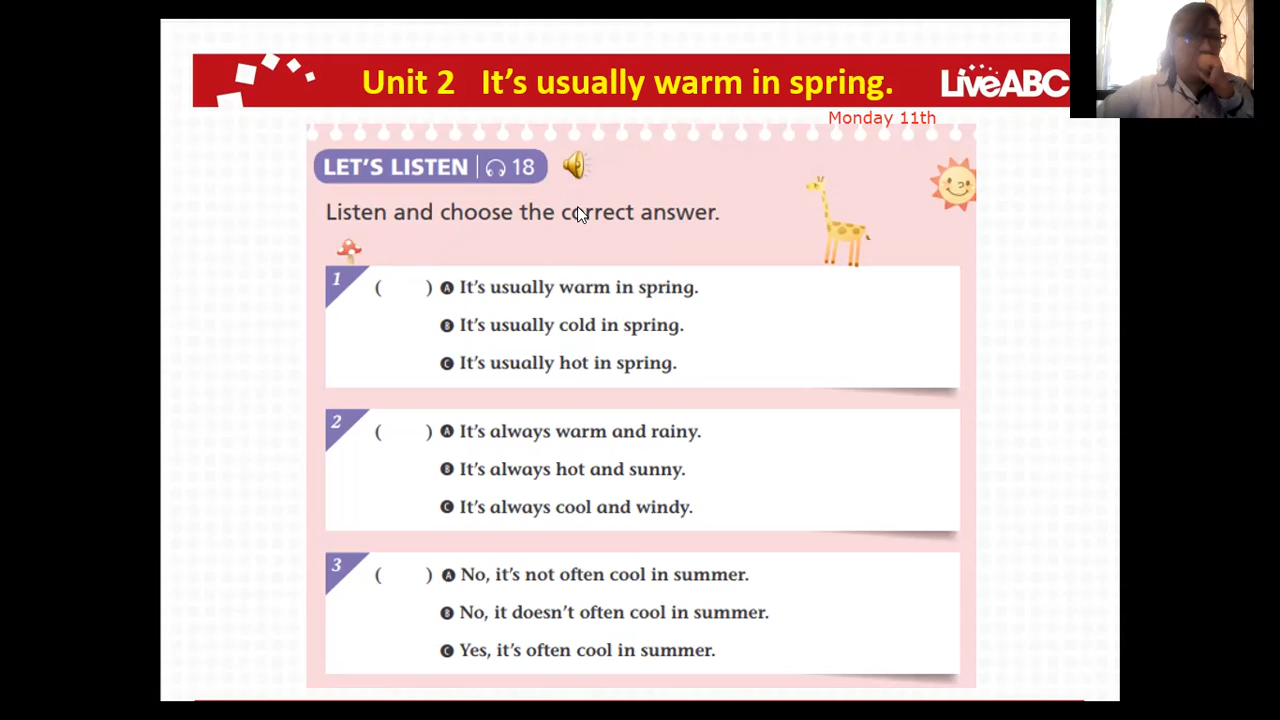 Unit 2 It's usually warm in spring.
LiveABC
Monday 11th
LET'S LISTEN 18
Listen and choose the correct answer.
1 ( ) A It's usually warm in spring.
B It's usually cold in spring.
C It's usually hot in spring.
2 ( ) A It's always warm and rainy.
B It's always hot and sunny.
C It's always cool and windy.
3 ( ) A No, it's not often cool in summer.
B No, it doesn't often cool in summer.
C Yes, it's often cool in summer.